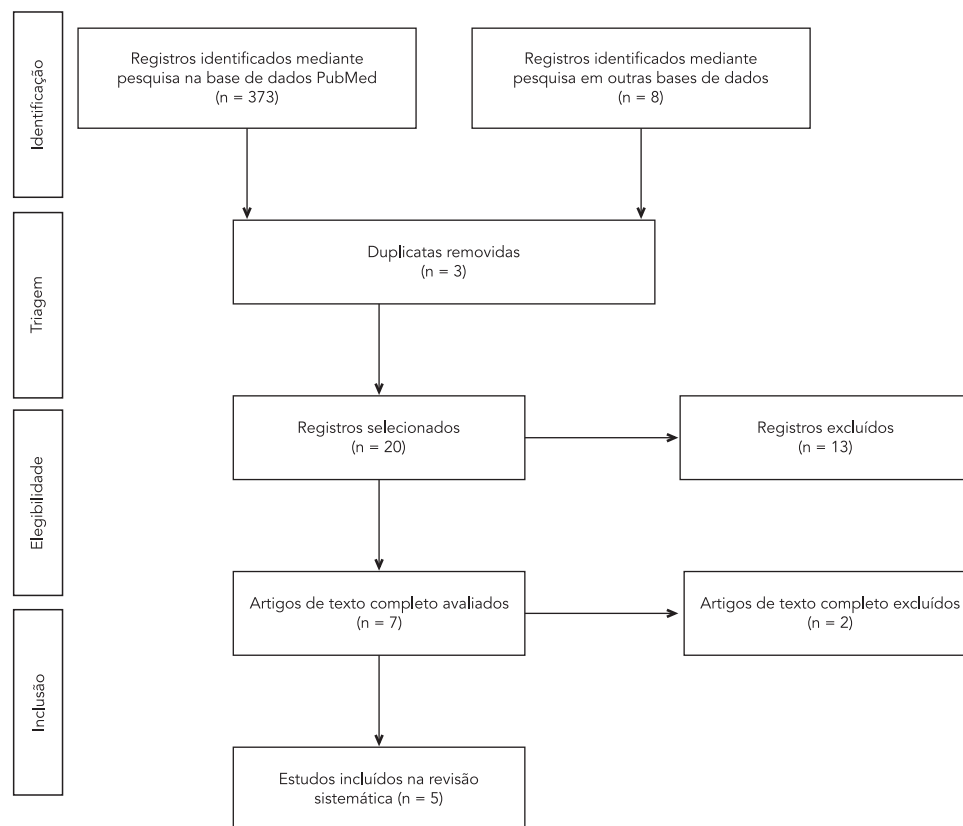 Identificação
Registros identificados mediante
pesquisa na base de dados PubMed
(n = 373)
Registros identificados mediante
pesquisa em outras bases de dados
(n = 8)
Triagem
Duplicatas removidas
(n = 3)
Elegibilidade
Registros selecionados
(n = 20)
Registros excluídos
(n = 13)
Artigos de texto completo avaliados
(n = 7)
Artigos de texto completo excluídos
(n = 2)
Inclusão
Estudos incluídos na revisão
sistemática (n = 5)